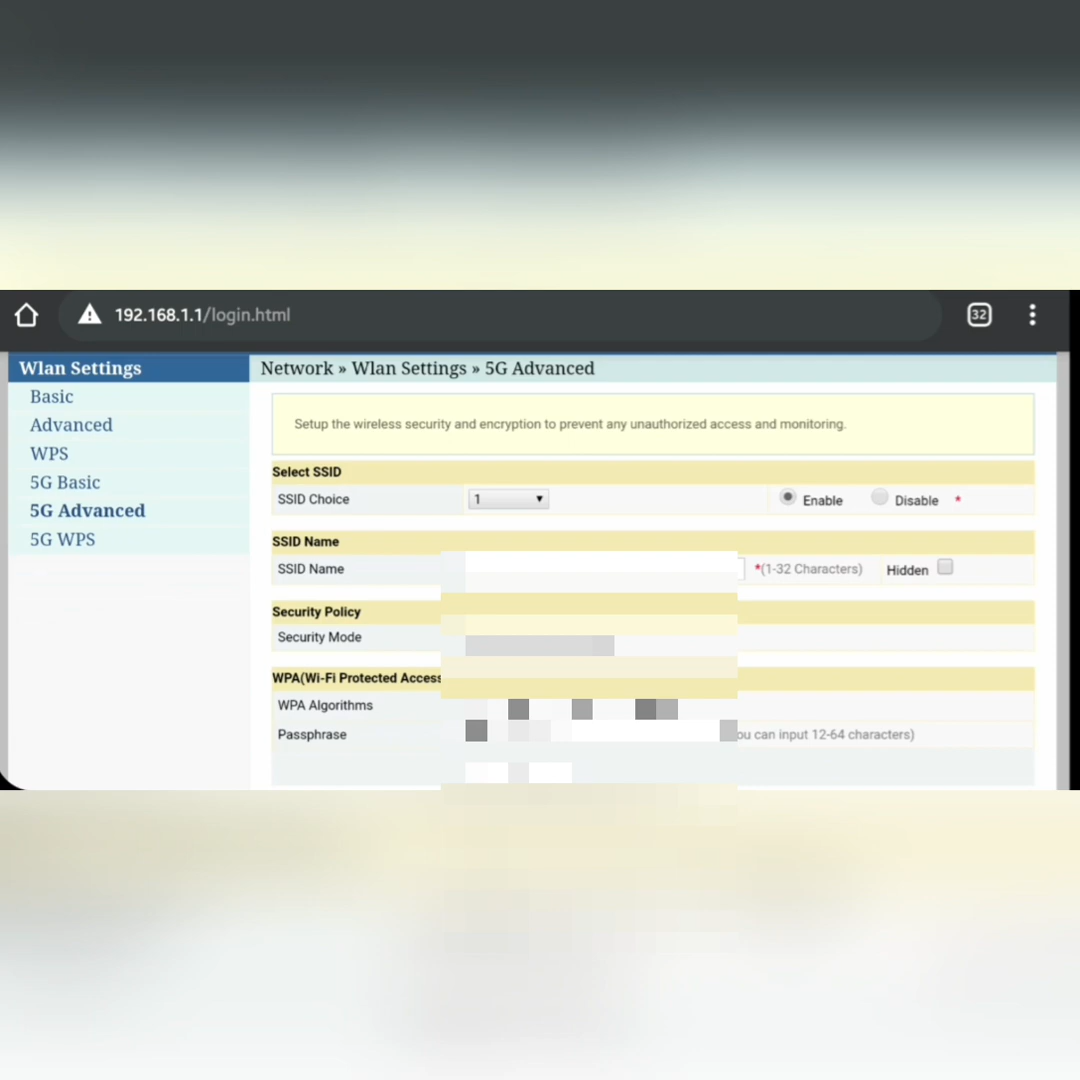 192.168.1.1/login.html
32
Wlan Settings
Basic
Advanced
WPS
5G Basic
5G Advanced
5G WPS
Network » Wlan Settings » 5G Advanced
Setup the wireless security and encryption to prevent any unauthorized access and monitoring.
Select SSID
SSID Choice 1 Enable Disable *
SSID Name
SSID Name *(1-32 Characters) Hidden
Security Policy
Security Mode
WPA(Wi-Fi Protected Access
WPA Algorithms
Passphrase can input 12-64 characters)